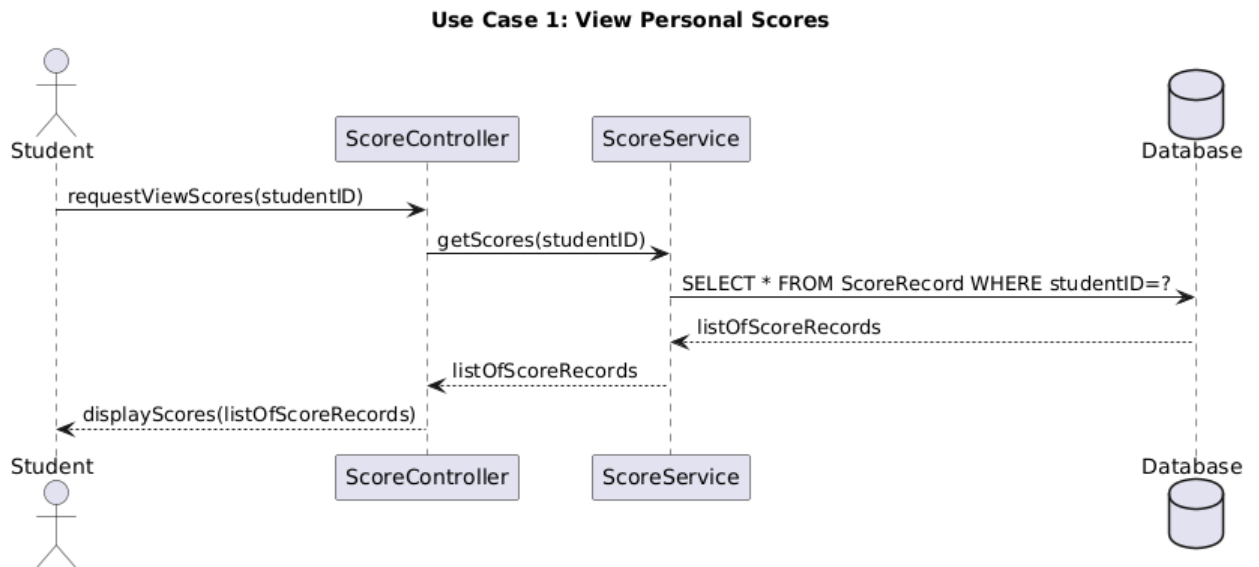 Use Case 1: View Personal Scores
Student
ScoreController
ScoreService
Database
requestViewScores(studentID)
getScores(studentID)
SELECT * FROM ScoreRecord WHERE studentID=?
listOfScoreRecords
listOfScoreRecords
displayScores(listOfScoreRecords)
Student
ScoreController
ScoreService
Database